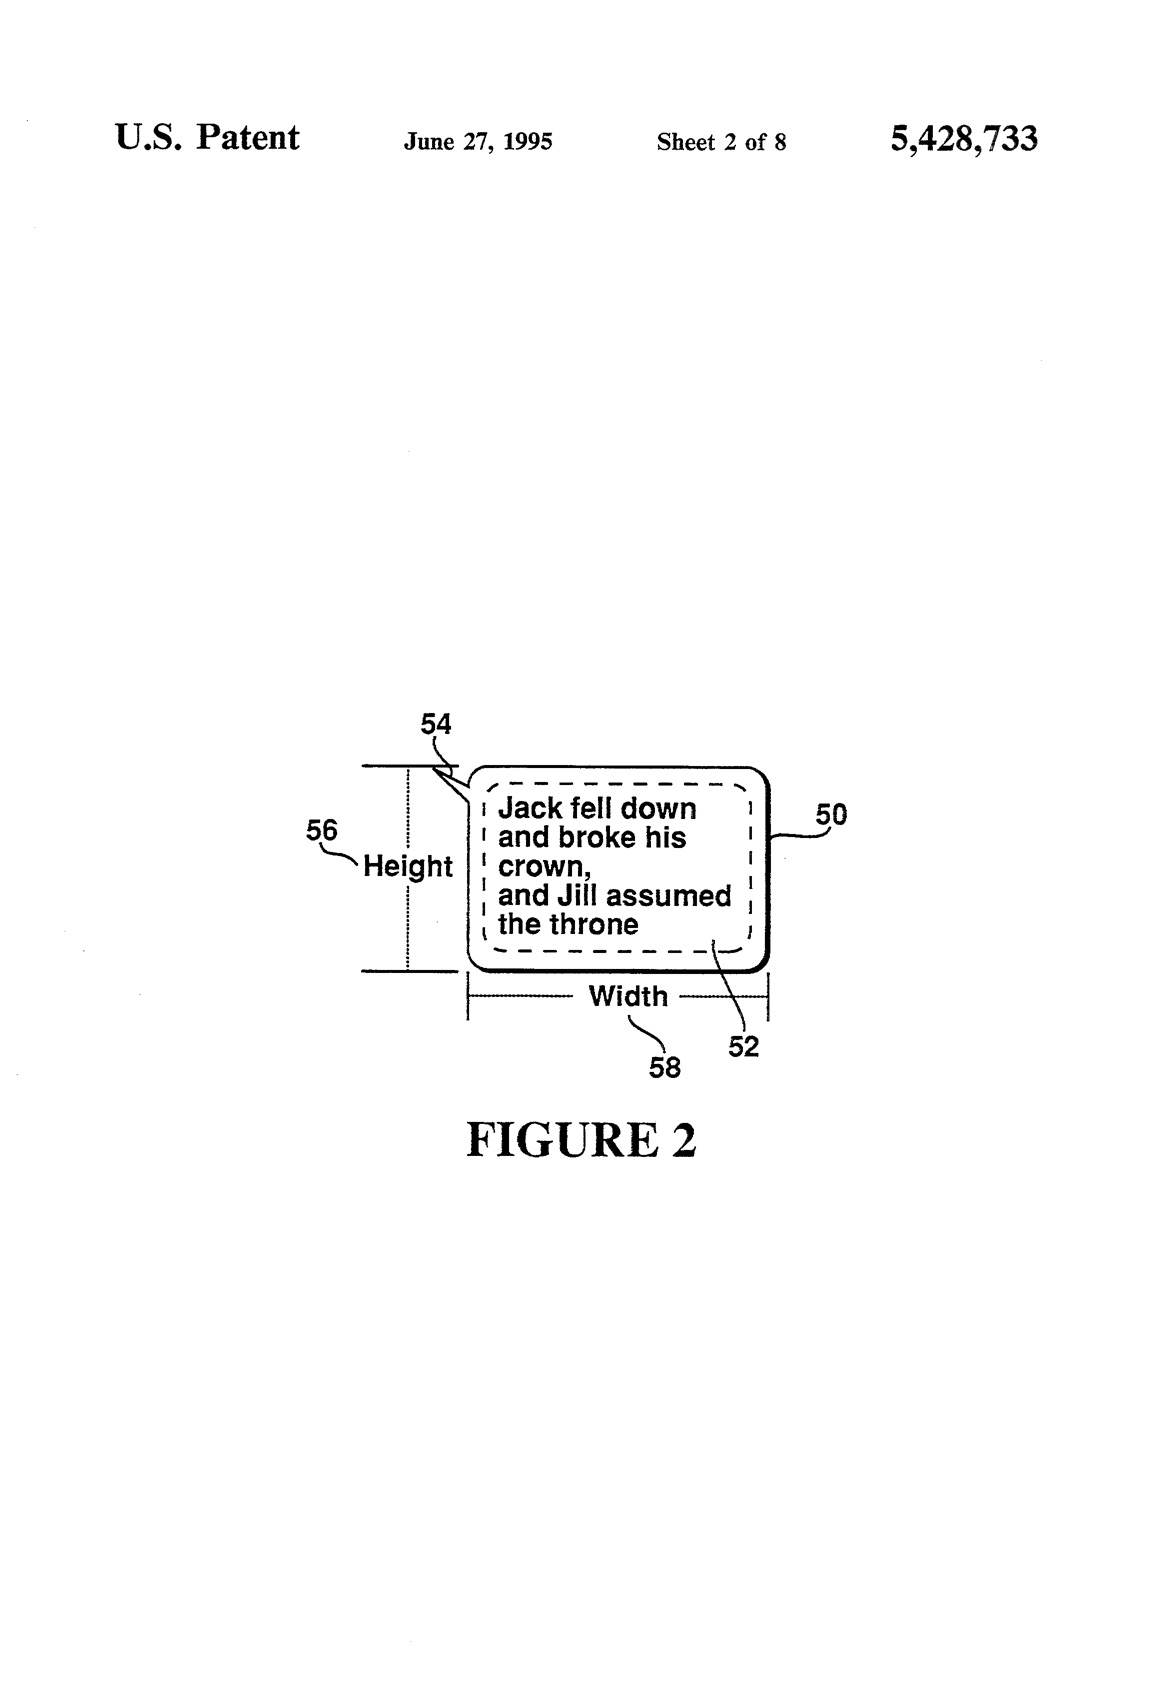 U.S. Patent June 27, 1995 Sheet 2 of 8 5,428,733
54
50
56
Height
Jack fell down
and broke his
crown,
and Jill assumed
the throne
Width
52
58
FIGURE 2